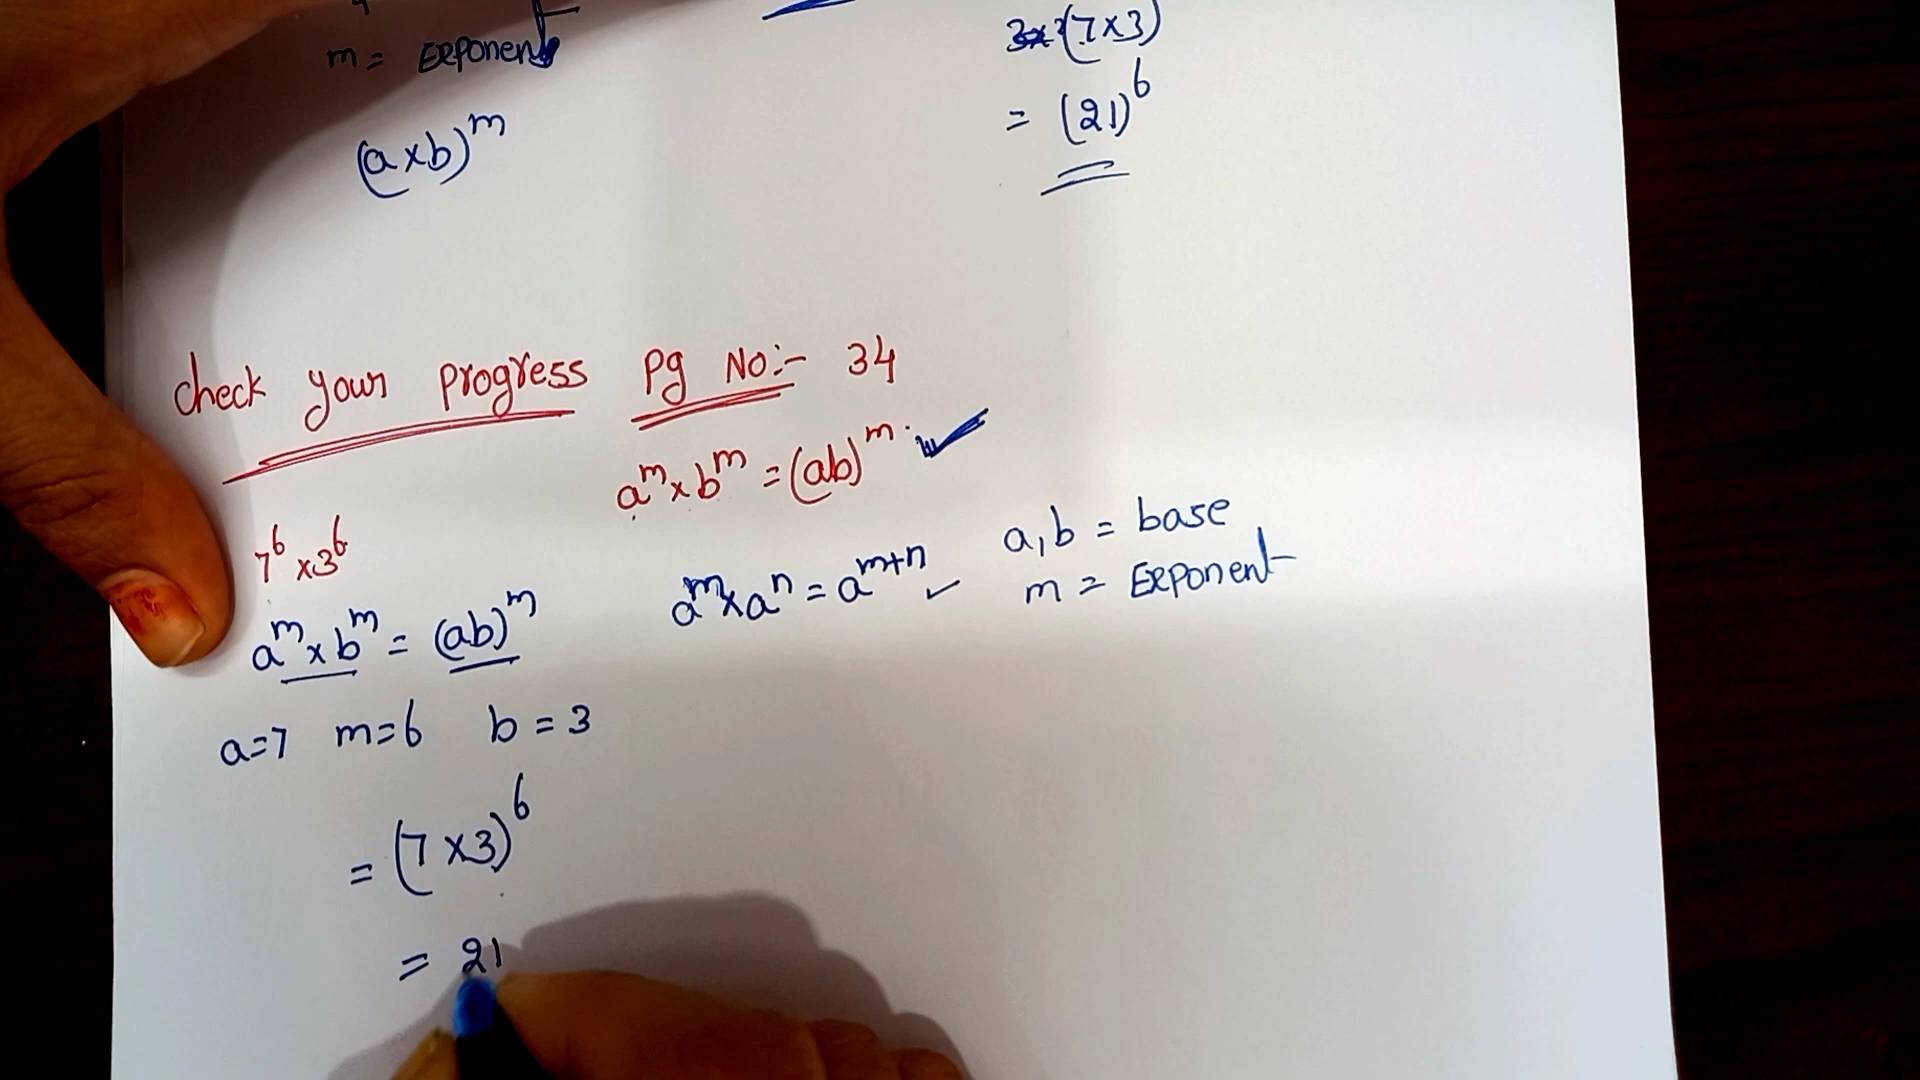 m = Exponent
(a×b)^m
(7×3)
= (21)^6
Check your progress Pg No:- 34
a^m × b^m = (ab)^m.
7^6 × 3^6
a^m × b^m = (ab)^m
a^m × a^n = a^m+n
a,b = base
m = Exponent
a=7 m=6 b=3
= (7×3)^6
= 21